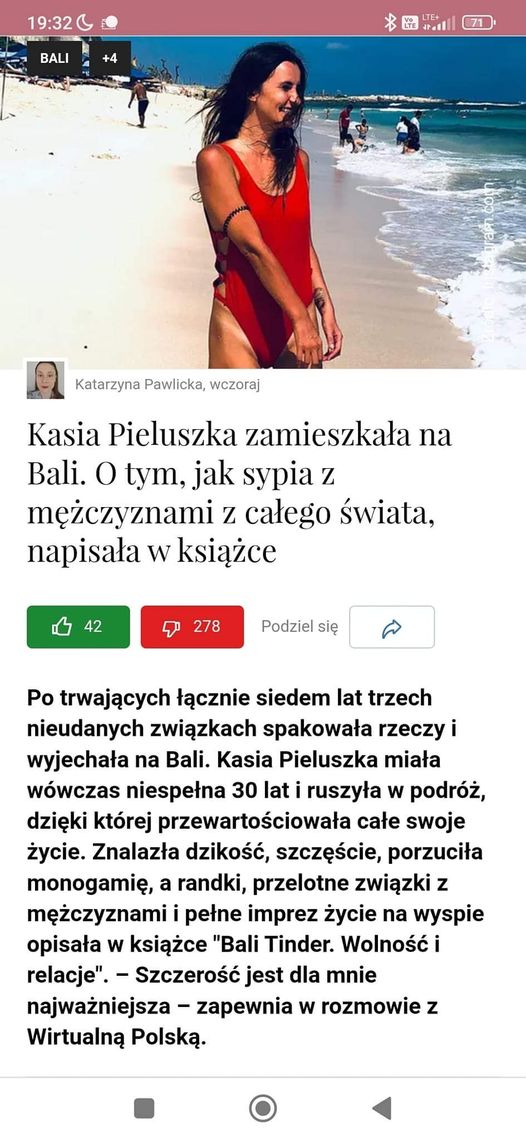 19:32
VoLTE LTE+ 71
BALI +4
Katarzyna Pawlicka, wczoraj
Kasia Pieluszka zamieszkała na
Bali. O tym, jak sypia z
mężczyznami z całego świata,
napisała w książce
42 278 Podziel się
Po trwających łącznie siedem lat trzech
nieudanych związkach spakowała rzeczy i
wyjechała na Bali. Kasia Pieluszka miała
wówczas niespełna 30 lat i ruszyła w podróż,
dzięki której przewartościowała całe swoje
życie. Znalazła dzikość, szczęście, porzuciła
monogamię, a randki, przelotne związki z
mężczyznami i pełne imprez życie na wyspie
opisała w książce "Bali Tinder. Wolność i
relacje". – Szczerość jest dla mnie
najważniejsza – zapewnia w rozmowie z
Wirtualną Polską.